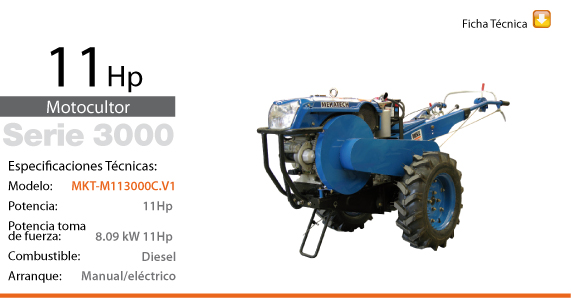 Ficha Técnica
11 Hp
Motocultor
Serie 3000
Especificaciones Técnicas:
Modelo: MKT-M113000C.V1
Potencia: 11Hp
Potencia toma
de fuerza: 8.09 kW 11Hp
Combustible: Diesel
Arranque: Manual/eléctrico
MEKATECH